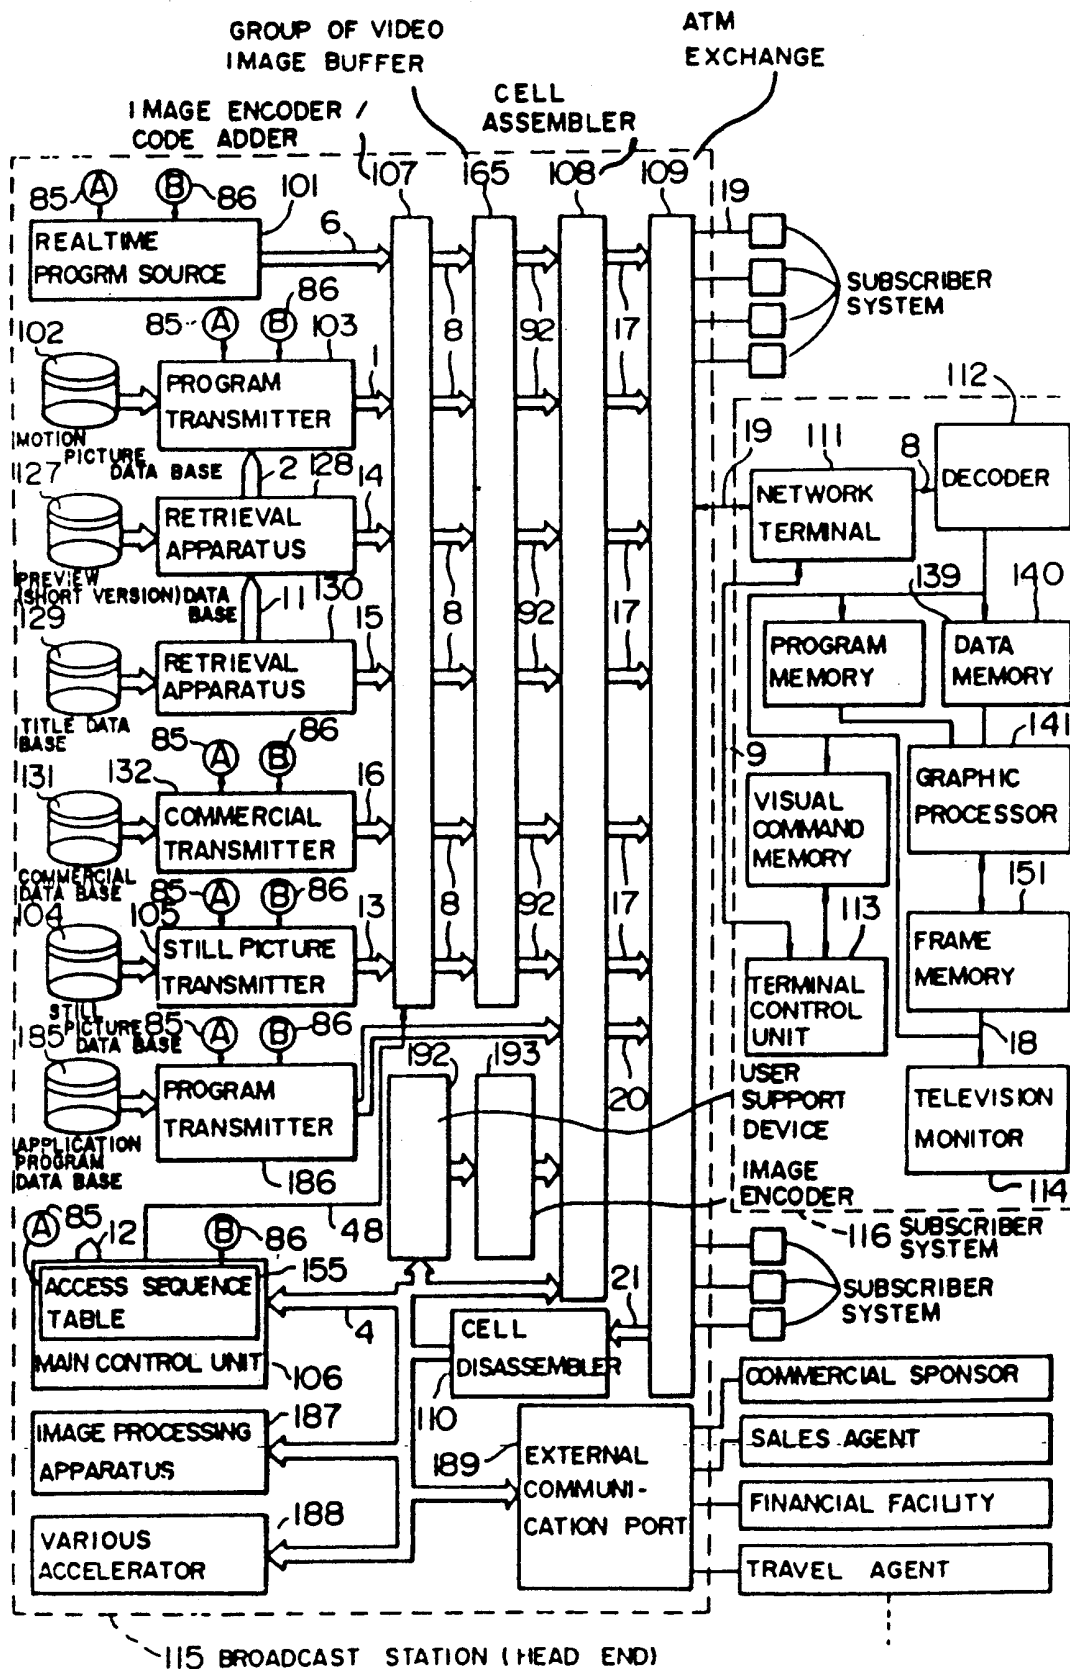 GROUP OF VIDEO
IMAGE BUFFER
ATM
EXCHANGE
IMAGE ENCODER /
CODE ADDER
CELL
ASSEMBLER
107
165
108
109
85 A
B 86
101
REALTIME
PROGRM SOURCE
6
19
SUBSCRIBER
SYSTEM
8
92
17
102
85 A
B 86
103
PROGRAM
TRANSMITTER
1
8
92
17
MOTION
PICTURE
DATA BASE
112
DECODER
19
111
8
NETWORK
TERMINAL
127
2
128
RETRIEVAL
APPARATUS
14
8
92
17
PREVIEW
(SHORT VERSION) DATA
BASE
139
140
PROGRAM
MEMORY
DATA
MEMORY
129
11
130
RETRIEVAL
APPARATUS
15
TITLE DATA
BASE
85 A
B 86
141
GRAPHIC
PROCESSOR
9
131
132
COMMERCIAL
TRANSMITTER
16
8
92
17
VISUAL
COMMAND
MEMORY
COMMERCIAL
DATA BASE
85 A
B 86
151
FRAME
MEMORY
104
105
STILL PICTURE
TRANSMITTER
13
8
92
17
113
TERMINAL
CONTROL
UNIT
STILL
PICTURE
DATA BASE
85 A
B 86
18
185
PROGRAM
TRANSMITTER
192
193
20
USER
SUPPORT
DEVICE
TELEVISION
MONITOR
APPLICATION
PROGRAM
DATA BASE
186
IMAGE
ENCODER
114
A 85
12
B 86
48
116 SUBSCRIBER
SYSTEM
ACCESS SEQUENCE
TABLE
155
4
21
SUBSCRIBER
SYSTEM
MAIN CONTROL UNIT
106
CELL
DISASSEMBLER
110
COMMERCIAL SPONSOR
187
IMAGE PROCESSING
APPARATUS
189
EXTERNAL
COMMUNI-
CATION PORT
SALES AGENT
FINANCIAL FACILITY
188
VARIOUS
ACCELERATOR
TRAVEL AGENT
115 BROADCAST STATION (HEAD END)